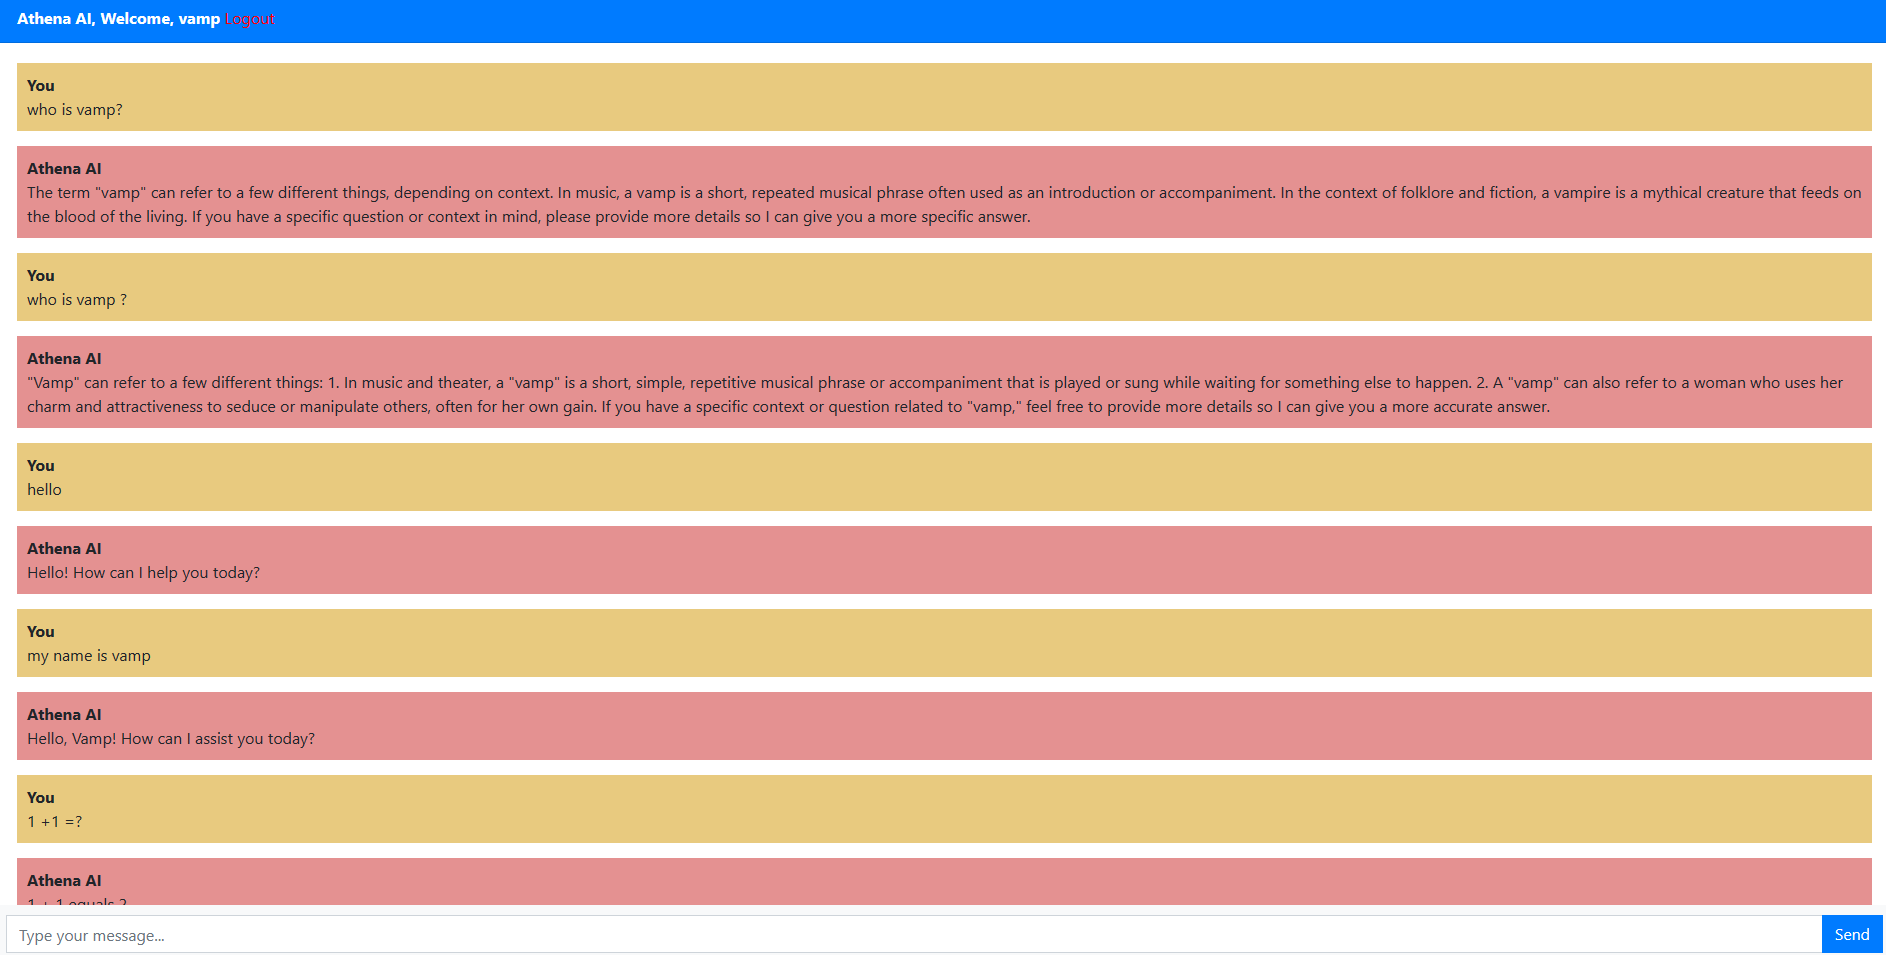 Athena AI, Welcome, vamp Logout
You
who is vamp?
Athena AI
The term "vamp" can refer to a few different things, depending on context. In music, a vamp is a short, repeated musical phrase often used as an introduction or accompaniment. In the context of folklore and fiction, a vampire is a mythical creature that feeds on
the blood of the living. If you have a specific question or context in mind, please provide more details so I can give you a more specific answer.
You
who is vamp ?
Athena AI
"Vamp" can refer to a few different things: 1. In music and theater, a "vamp" is a short, simple, repetitive musical phrase or accompaniment that is played or sung while waiting for something else to happen. 2. A "vamp" can also refer to a woman who uses her
charm and attractiveness to seduce or manipulate others, often for her own gain. If you have a specific context or question related to "vamp," feel free to provide more details so I can give you a more accurate answer.
You
hello
Athena AI
Hello! How can I help you today?
You
my name is vamp
Athena AI
Hello, Vamp! How can I assist you today?
You
1 +1 =?
Athena AI
1 + 1 equals 2
Type your message...
Send